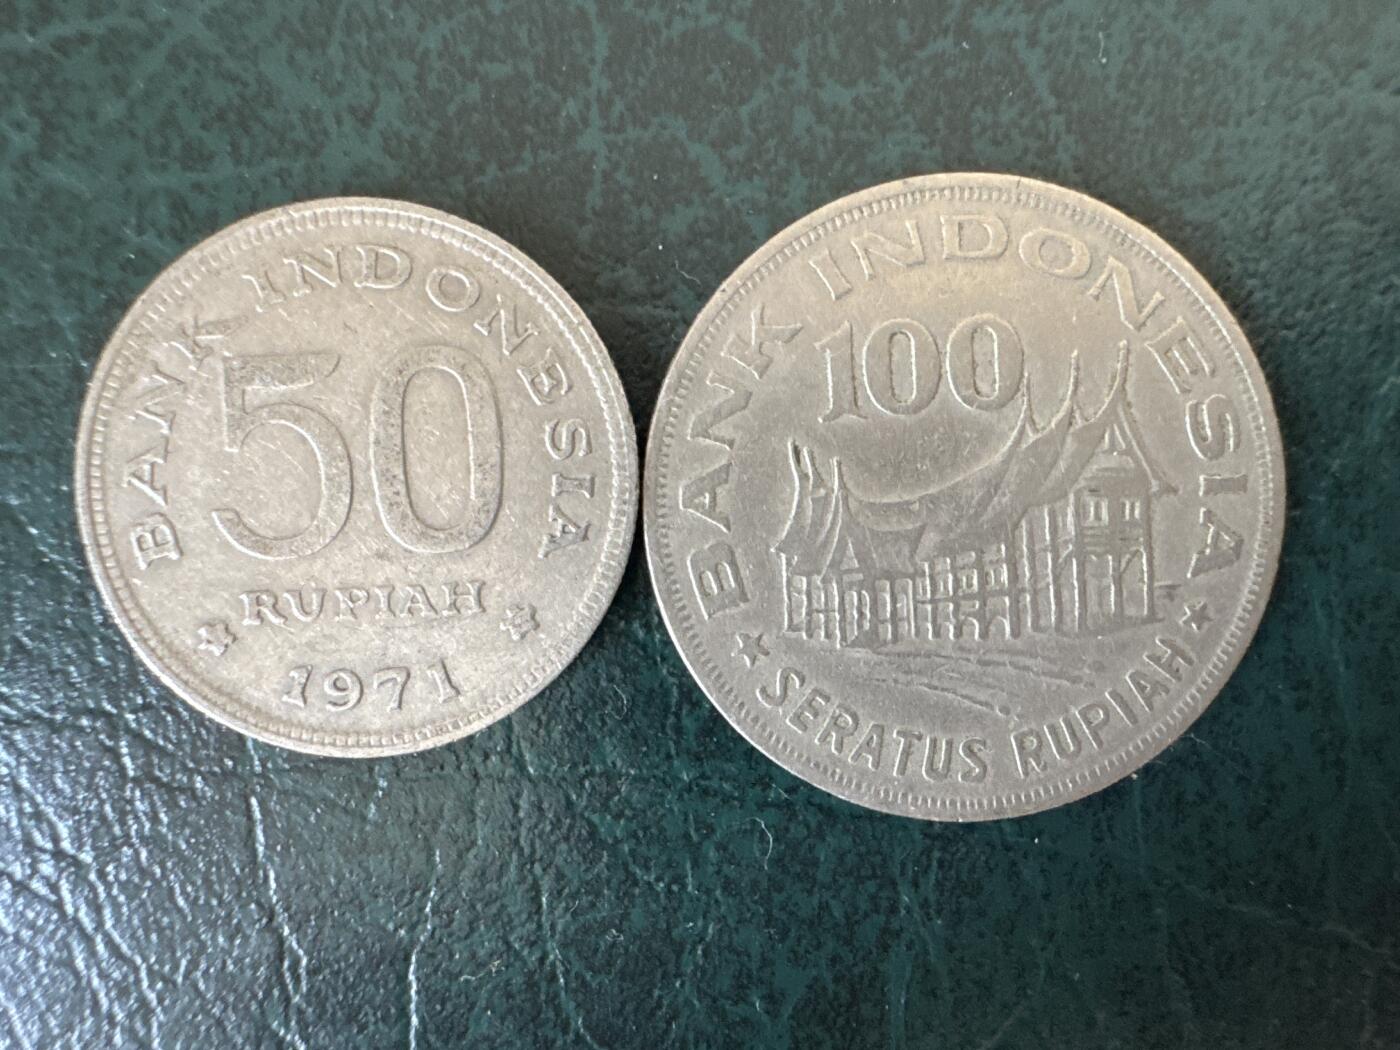 BANK INDONESIA
50
RUPIAH
1971
BANK INDONESIA
100
SERATUS RUPIAH